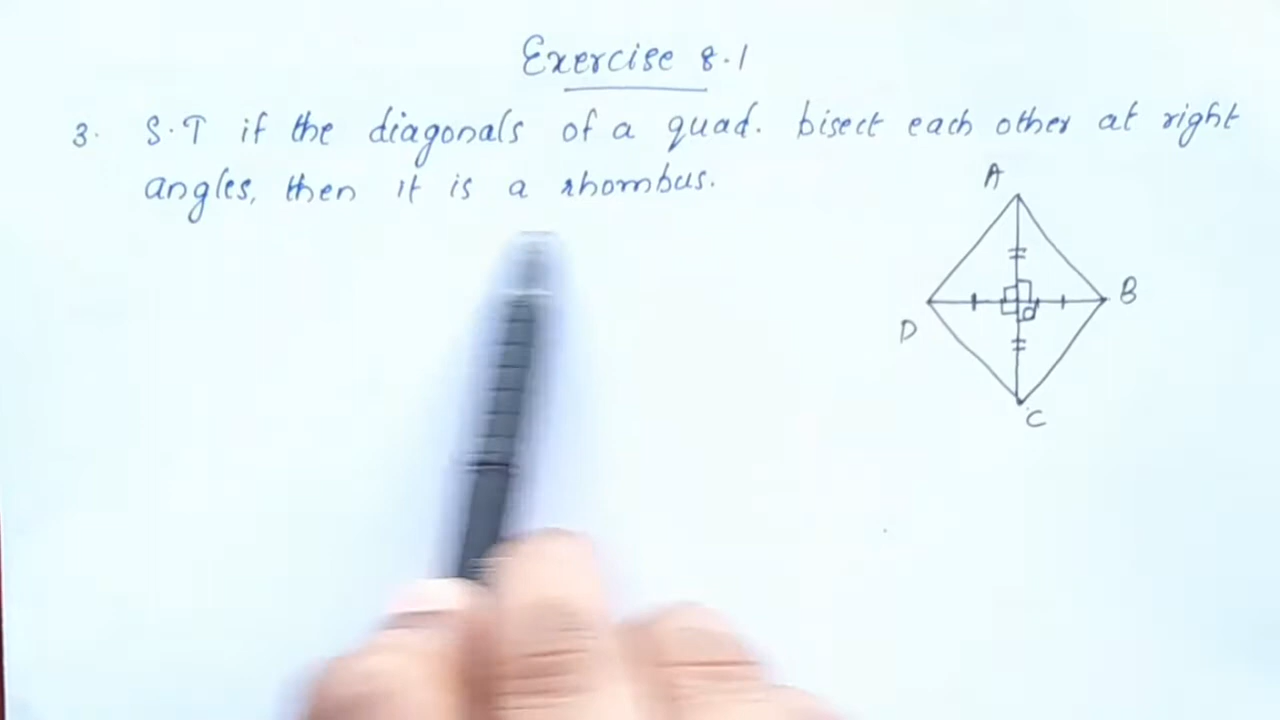 Exercise 8.1
3. S.T if the diagonals of a quad. bisect each other at right
angles, then it is a rhombus.
A
B
D
C